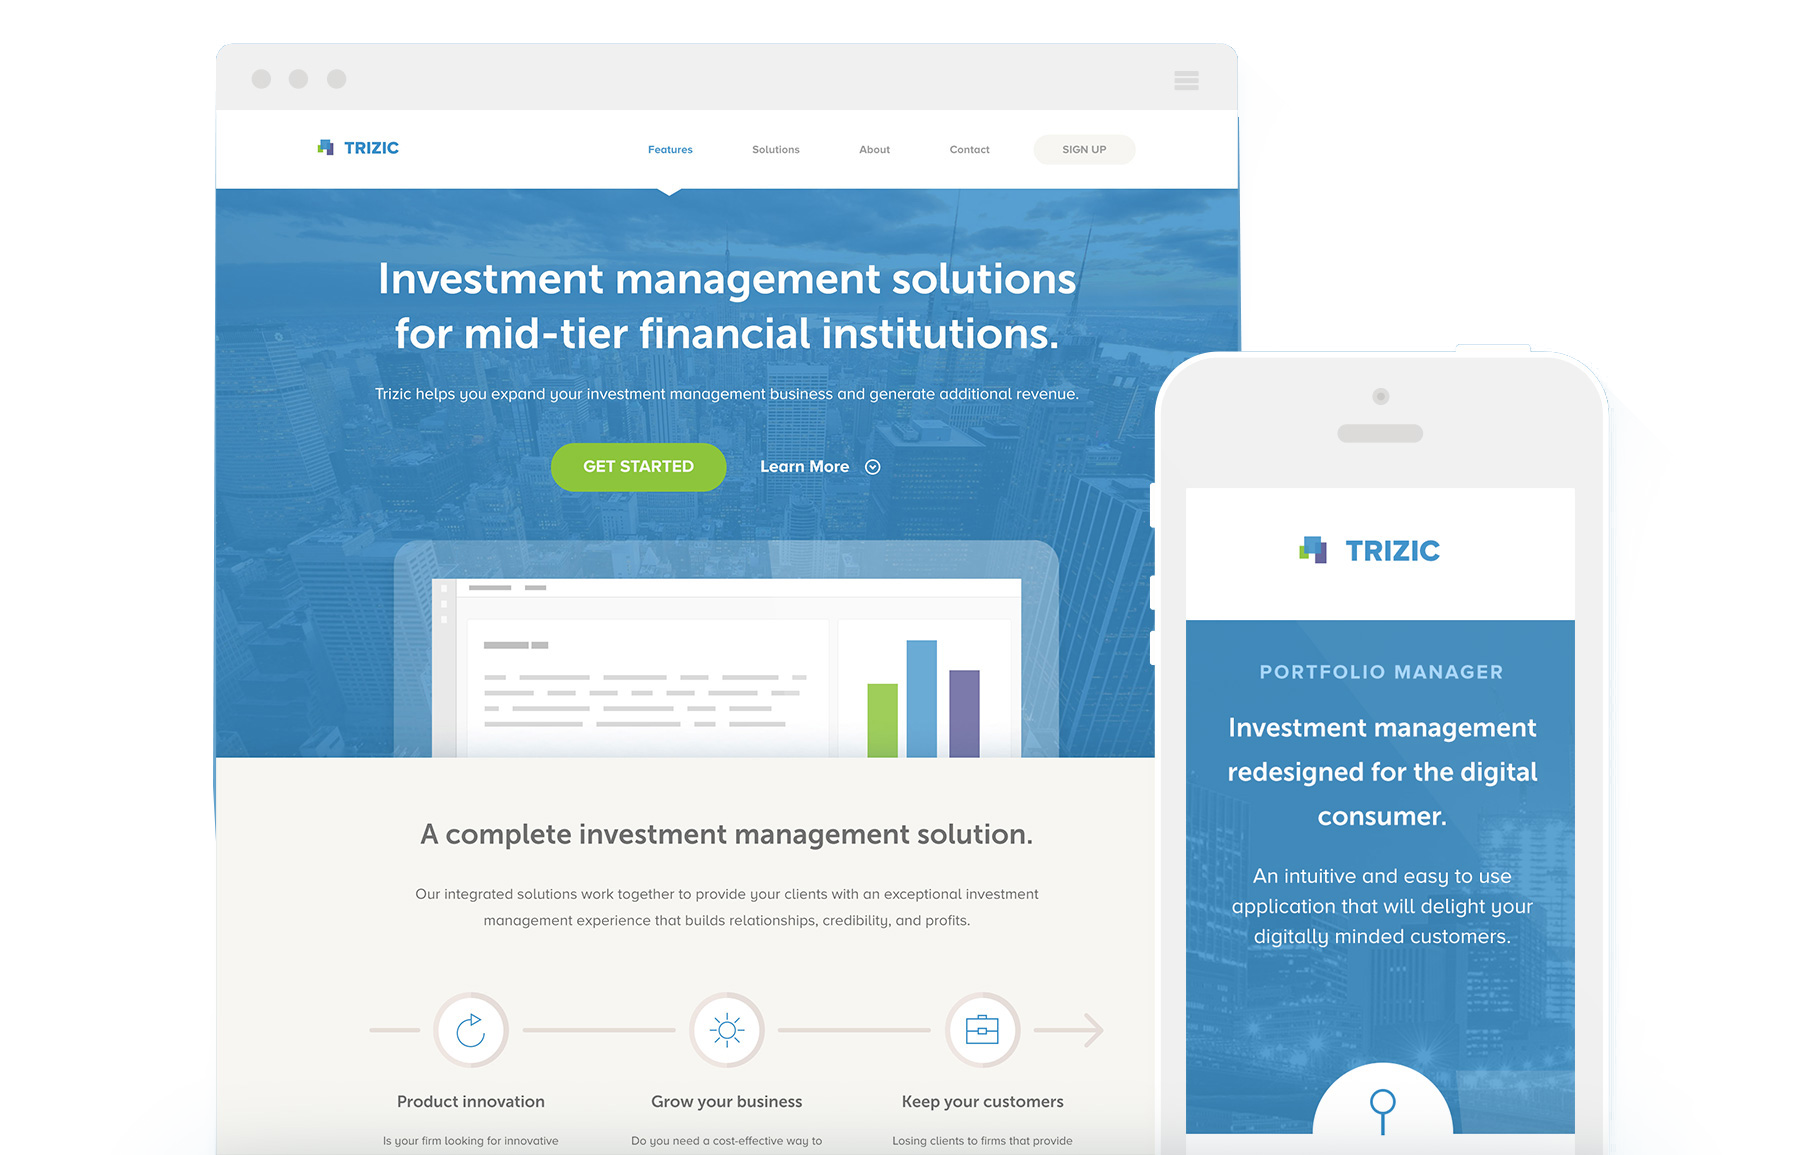 TRIZIC
Features
Solutions
About
Contact
SIGN UP
Investment management solutions
for mid-tier financial institutions.
Trizic helps you expand your investment management business and generate additional revenue.
GET STARTED
Learn More
A complete investment management solution.
Our integrated solutions work together to provide your clients with an exceptional investment
management experience that builds relationships, credibility, and profits.
Product innovation
Grow your business
Keep your customers
Is your firm looking for innovative
Do you need a cost-effective way to
Losing clients to firms that provide
TRIZIC
PORTFOLIO MANAGER
Investment management
redesigned for the digital
consumer.
An intuitive and easy to use
application that will delight your
digitally minded customers.